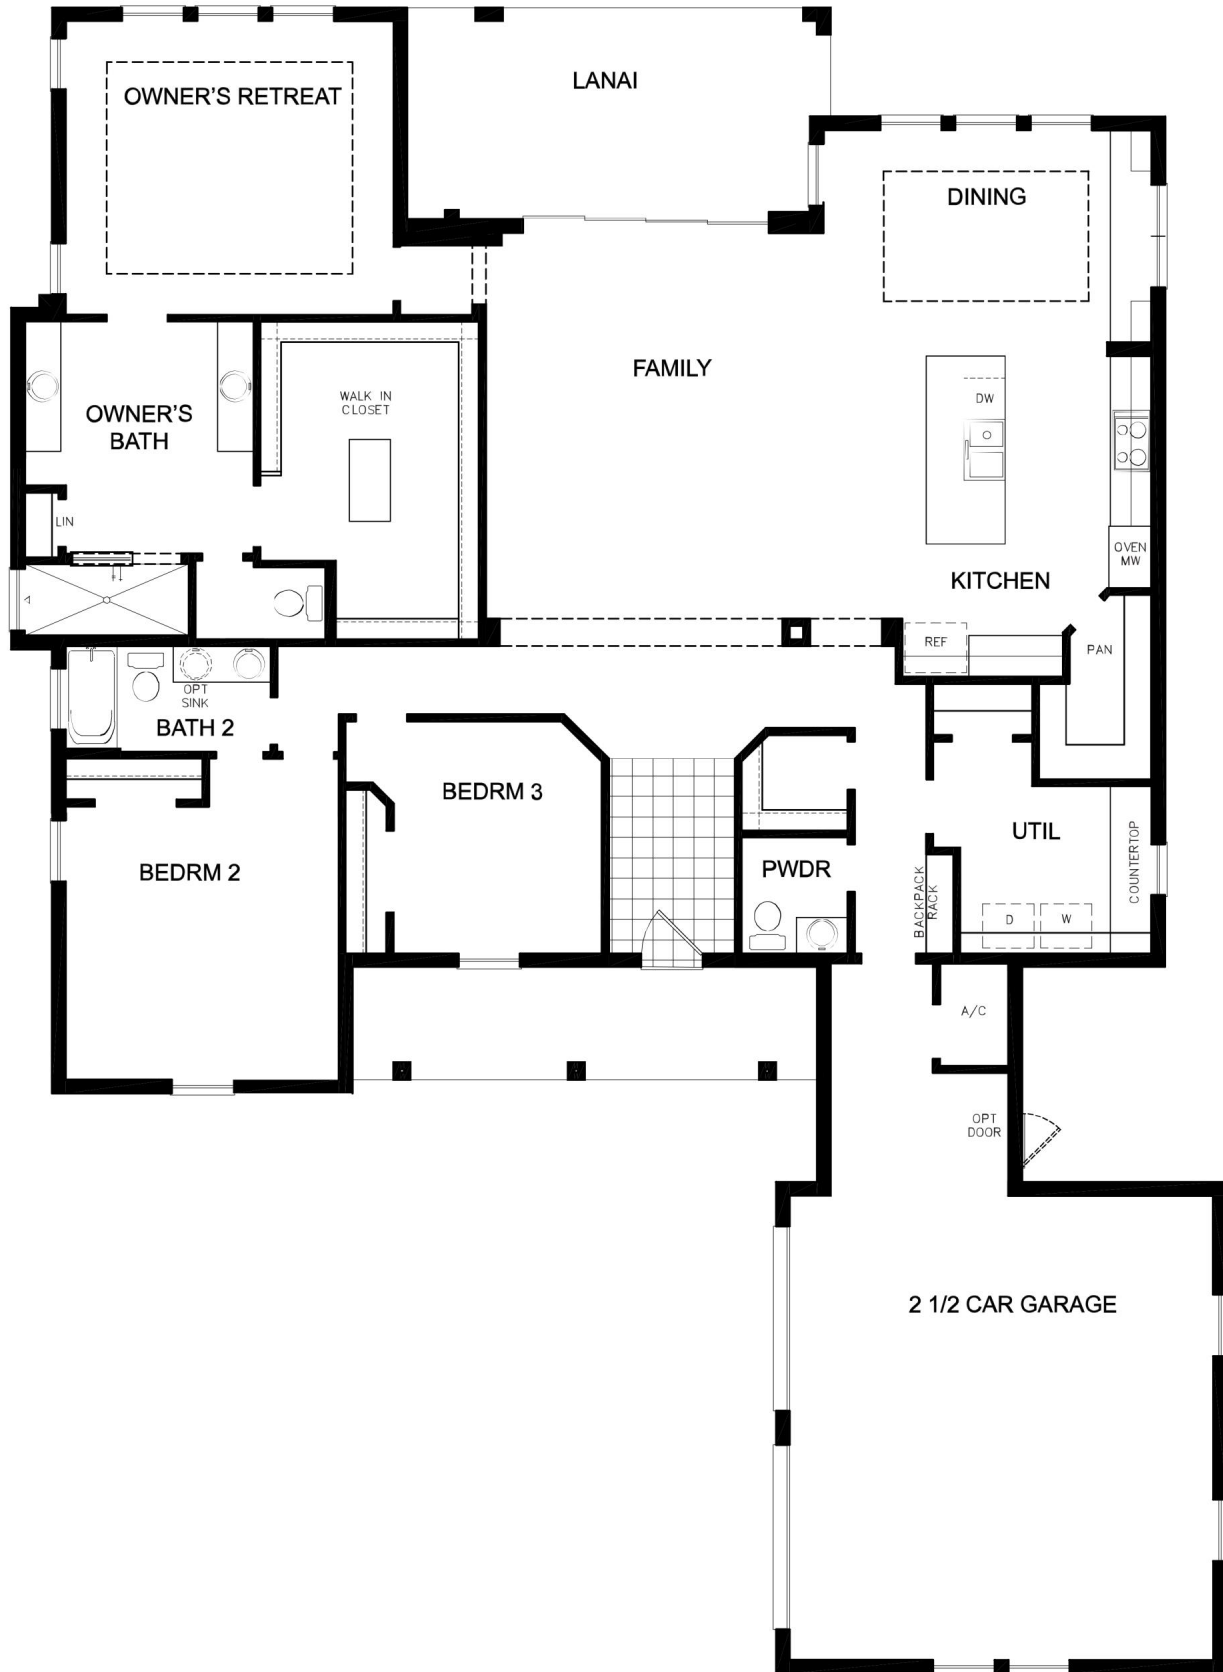 LANAI
OWNER'S RETREAT
DINING
FAMILY
DW
WALK IN
CLOSET
OWNER'S
BATH
LIN
OVEN
MW
KITCHEN
REF
PAN
OPT
SINK
BATH 2
BEDRM 3
UTIL
COUNTERTOP
BEDRM 2
PWDR
BACKPACK
RACK
D
W
A/C
OPT
DOOR
2 1/2 CAR GARAGE